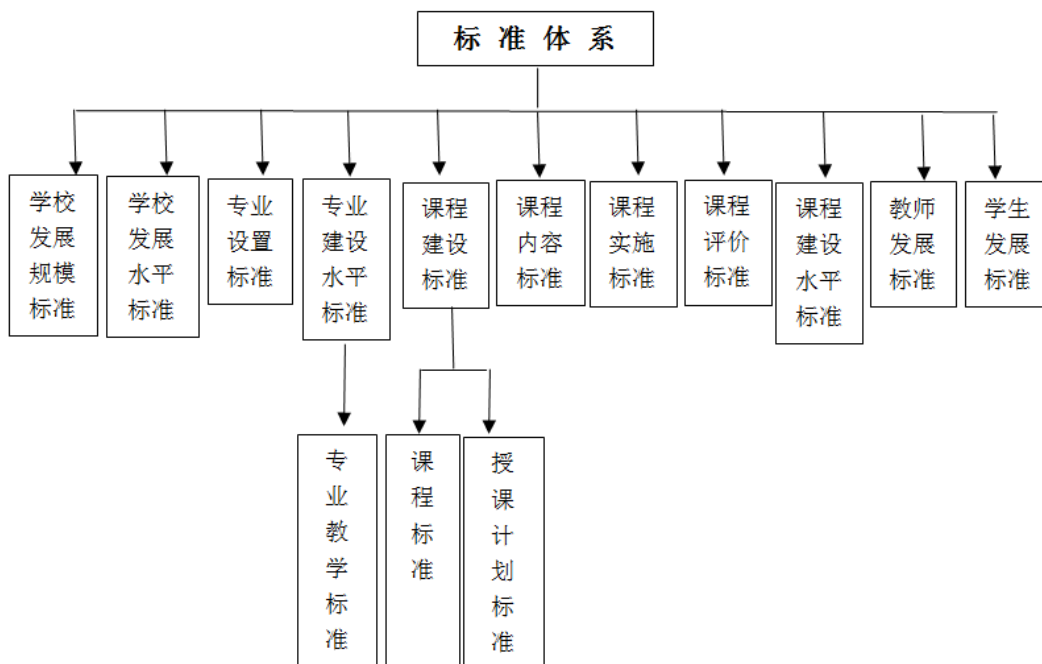 标 准 体 系
学校
发展
规模
标准
学校
发展
水平
标准
专业
设置
标准
专业
建设
水平
标准
课程
建设
标准
课程
内容
标准
课程
实施
标准
课程
评价
标准
课程
建设
水平
标准
教师
发展
标准
学生
发展
标准
专
业
教
学
标
准
课
程
标
准
授
课
计
划
标
准